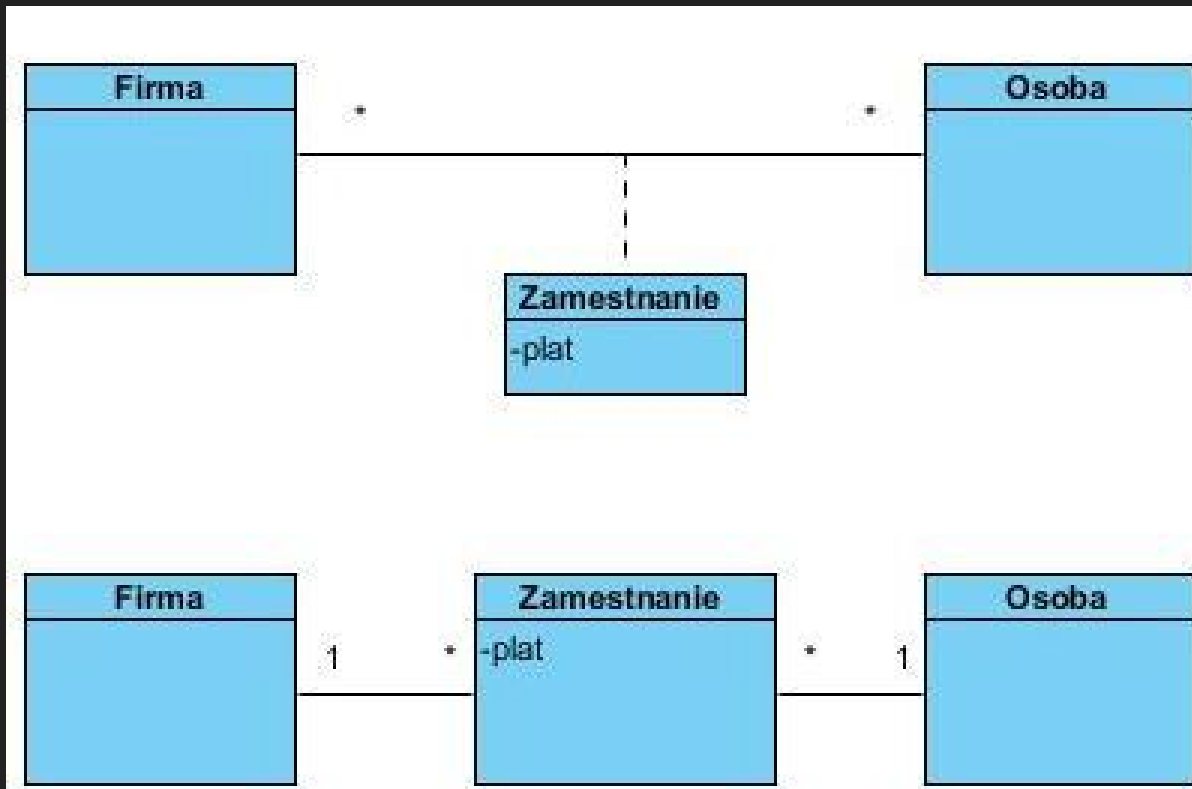 Firma
Osoba
* *
Zamestnanie
-plat
Firma
Zamestnanie
Osoba
-plat
1 * * 1